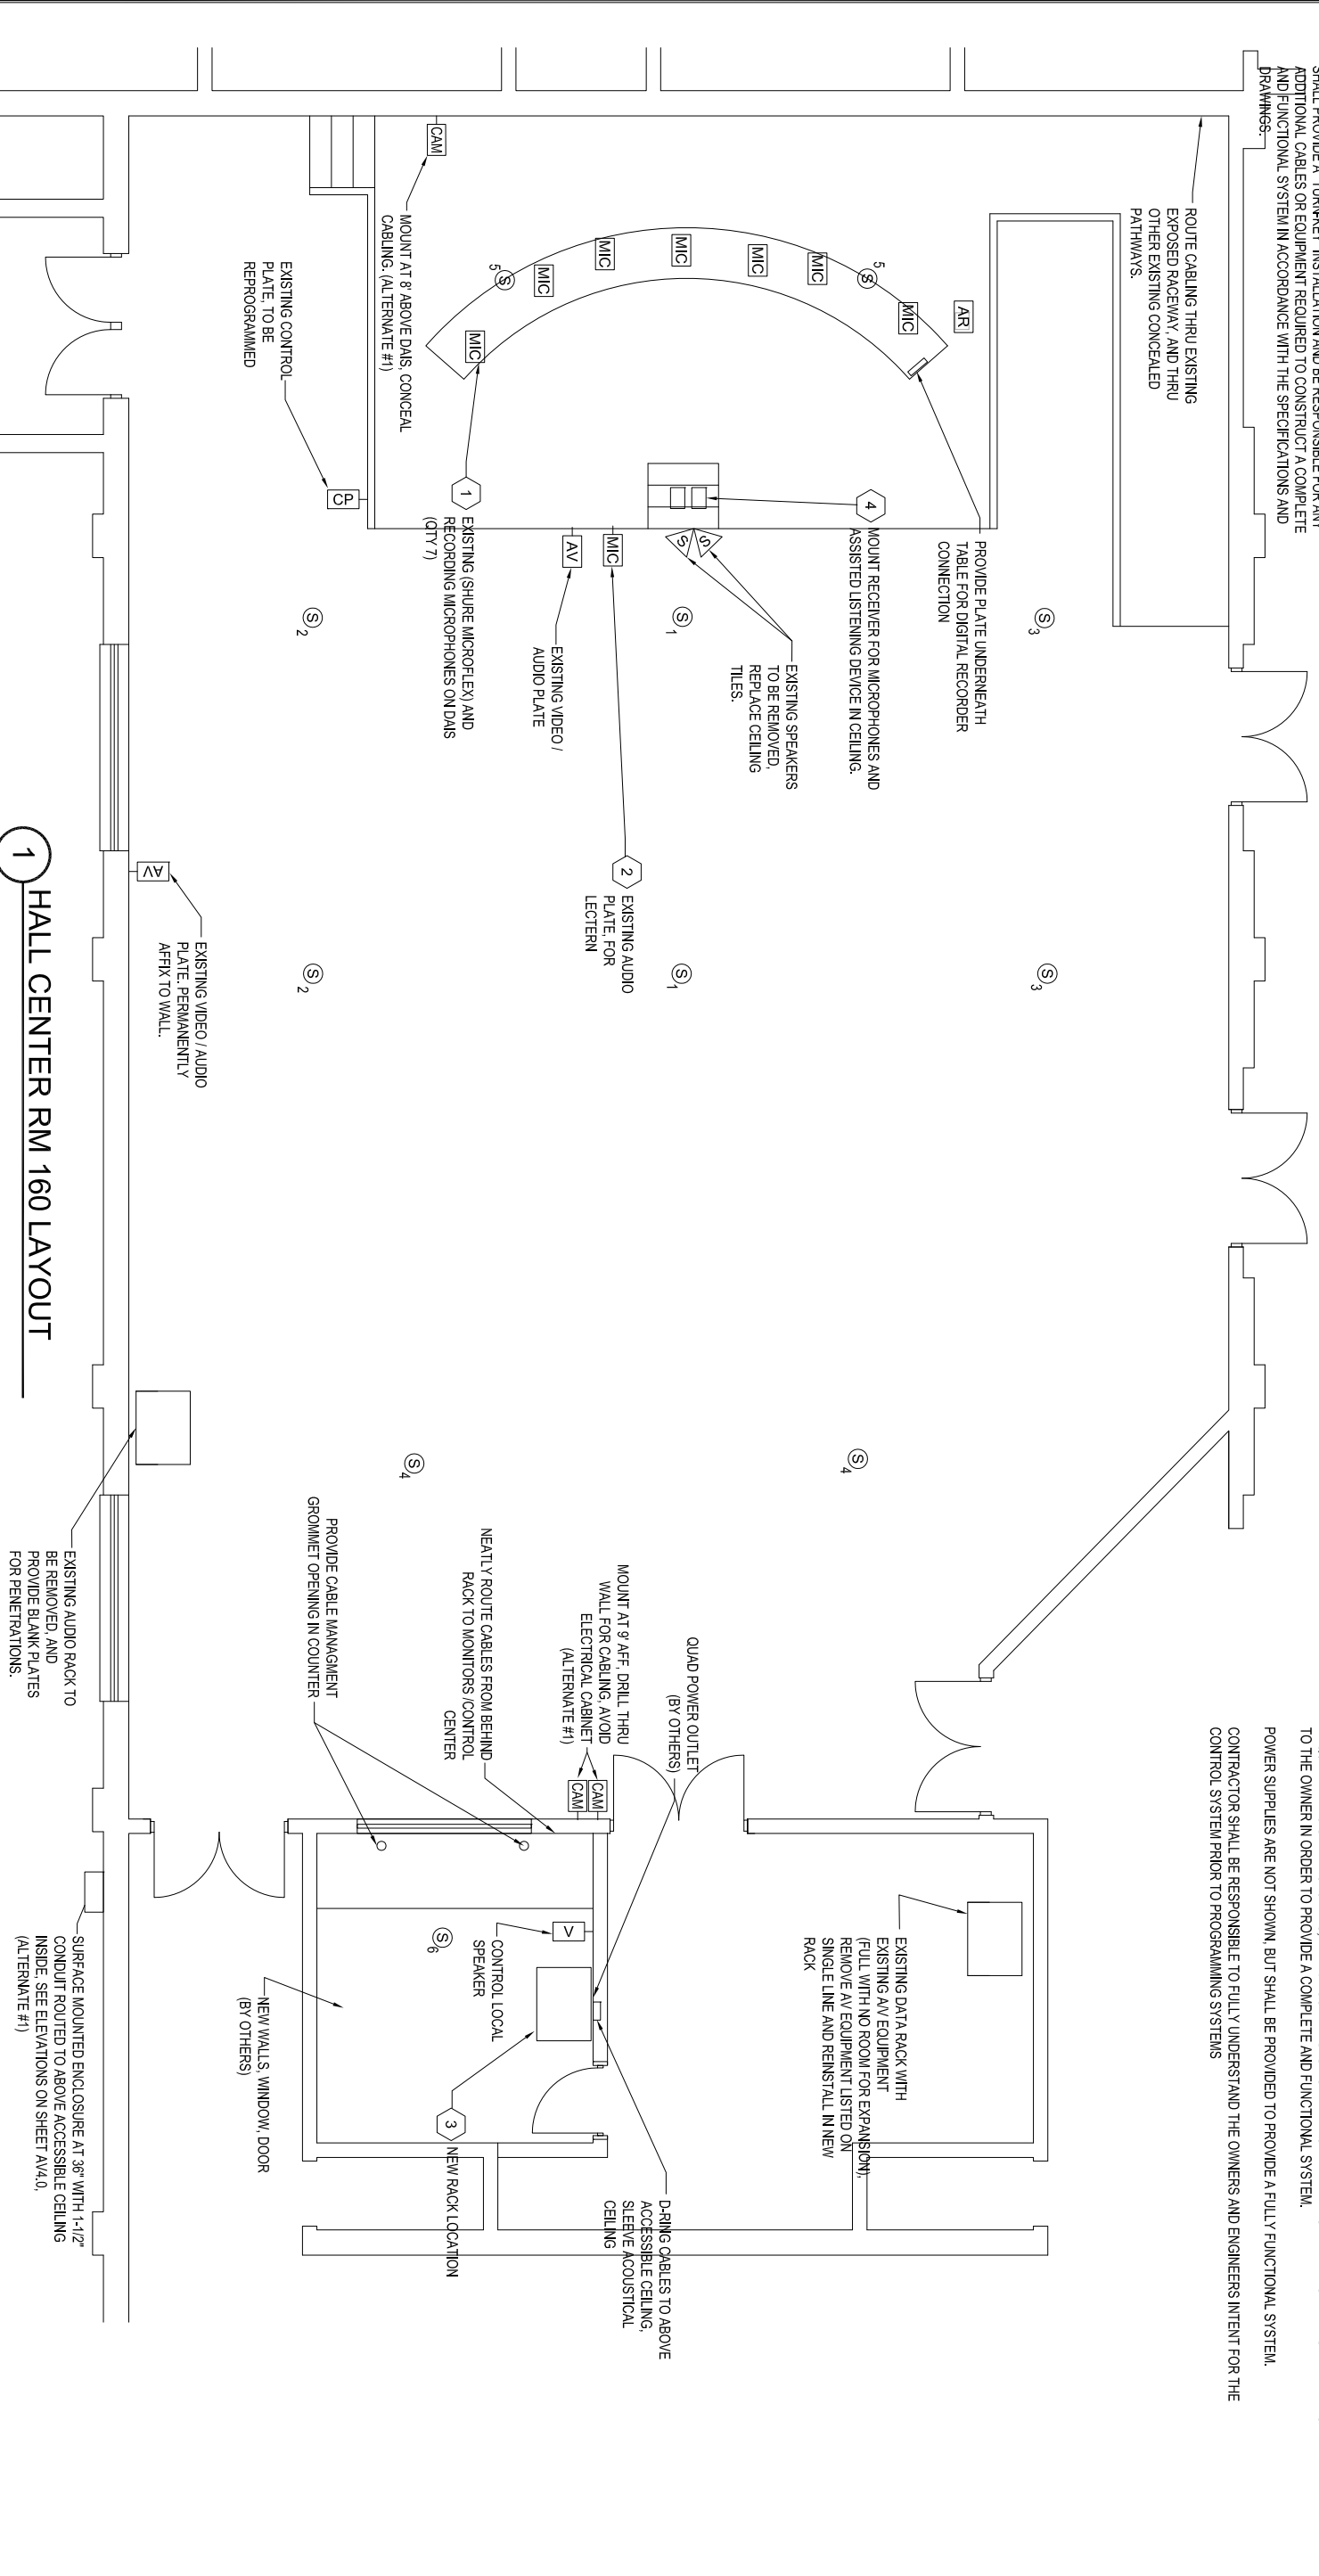 SHALL PROVIDE A "TURNKEY" INSTALLATION AND BE RESPONSIBLE FOR ANY
ADDITIONAL CABLES OR EQUIPMENT REQUIRED TO CONSTRUCT A COMPLETE
AND FUNCTIONAL SYSTEM IN ACCORDANCE WITH THE SPECIFICATIONS AND
DRAWINGS.
TO THE OWNER IN ORDER TO PROVIDE A COMPLETE AND FUNCTIONAL SYSTEM.
POWER SUPPLIES ARE NOT SHOWN, BUT SHALL BE PROVIDED TO PROVIDE A FULLY FUNCTIONAL SYSTEM.
CONTRACTOR SHALL BE RESPONSIBLE TO FULLY UNDERSTAND THE OWNERS AND ENGINEERS INTENT FOR THE
CONTROL SYSTEM PRIOR TO PROGRAMMING SYSTEMS
ROUTE CABLING THRU EXISTING
EXPOSED RACEWAY, AND THRU
OTHER EXISTING CONCEALED
PATHWAYS.
S
3
S
3
AR
PROVIDE PLATE UNDERNEATH
TABLE FOR DIGITAL RECORDER
CONNECTION
MIC
5
S
MIC
MIC
MIC
MIC
MIC
5
S
MIC
4
MOUNT RECEIVER FOR MICROPHONES AND
ASSISTED LISTENING DEVICE IN CEILING.
S
S
EXISTING SPEAKERS
TO BE REMOVED,
REPLACE CEILING
TILES.
S
1
S
1
MIC
2
EXISTING AUDIO
PLATE, FOR
LECTERN
AV
EXISTING VIDEO /
AUDIO PLATE
1
EXISTING (SHURE MICROFLEX) AND
RECORDING MICROPHONES ON DAIS
(QTY 7)
CAM
MOUNT AT 8' ABOVE DAIS, CONCEAL
CABLING. (ALTERNATE #1)
CP
EXISTING CONTROL
PLATE, TO BE
REPROGRAMMED
S
2
S
2
S
4
S
4
AV
EXISTING VIDEO / AUDIO
PLATE. PERMANENTLY
AFFIX TO WALL.
EXISTING DATA RACK WITH
EXISTING A/V EQUIPMENT
(FULL WITH NO ROOM FOR EXPANSION),
REMOVE AV EQUIPMENT LISTED ON
SINGLE LINE AND REINSTALL IN NEW
RACK
QUAD POWER OUTLET
(BY OTHERS)
D-RING CABLES TO ABOVE
ACCESSIBLE CEILING,
SLEEVE ACOUSTICAL
CEILING
MOUNT AT 9' AFF, DRILL THRU
WALL FOR CABLING, AVOID
ELECTRICAL CABINET
(ALTERNATE #1)
CAM
CAM
V
CONTROL LOCAL
SPEAKER
NEATLY ROUTE CABLES FROM BEHIND
RACK TO MONITORS /CONTROL
CENTER
3
NEW RACK LOCATION
S
6
PROVIDE CABLE MANAGMENT
GROMMET OPENING IN COUNTER
NEW WALLS, WINDOW, DOOR
(BY OTHERS)
EXISTING AUDIO RACK TO
BE REMOVED, AND
PROVIDE BLANK PLATES
FOR PENETRATIONS.
SURFACE MOUNTED ENCLOSURE AT 36" WITH 1-1/2"
CONDUIT ROUTED TO ABOVE ACCESSIBLE CEILING
INSIDE, SEE ELEVATIONS ON SHEET AV4.0,
(ALTERNATE #1)
1
HALL CENTER RM 160 LAYOUT